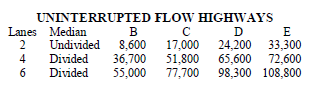 UNINTERRUPTED FLOW HIGHWAYS
Lanes Median B C D E
2 Undivided 8,600 17,000 24,200 33,300
4 Divided 36,700 51,800 65,600 72,600
6 Divided 55,000 77,700 98,300 108,800